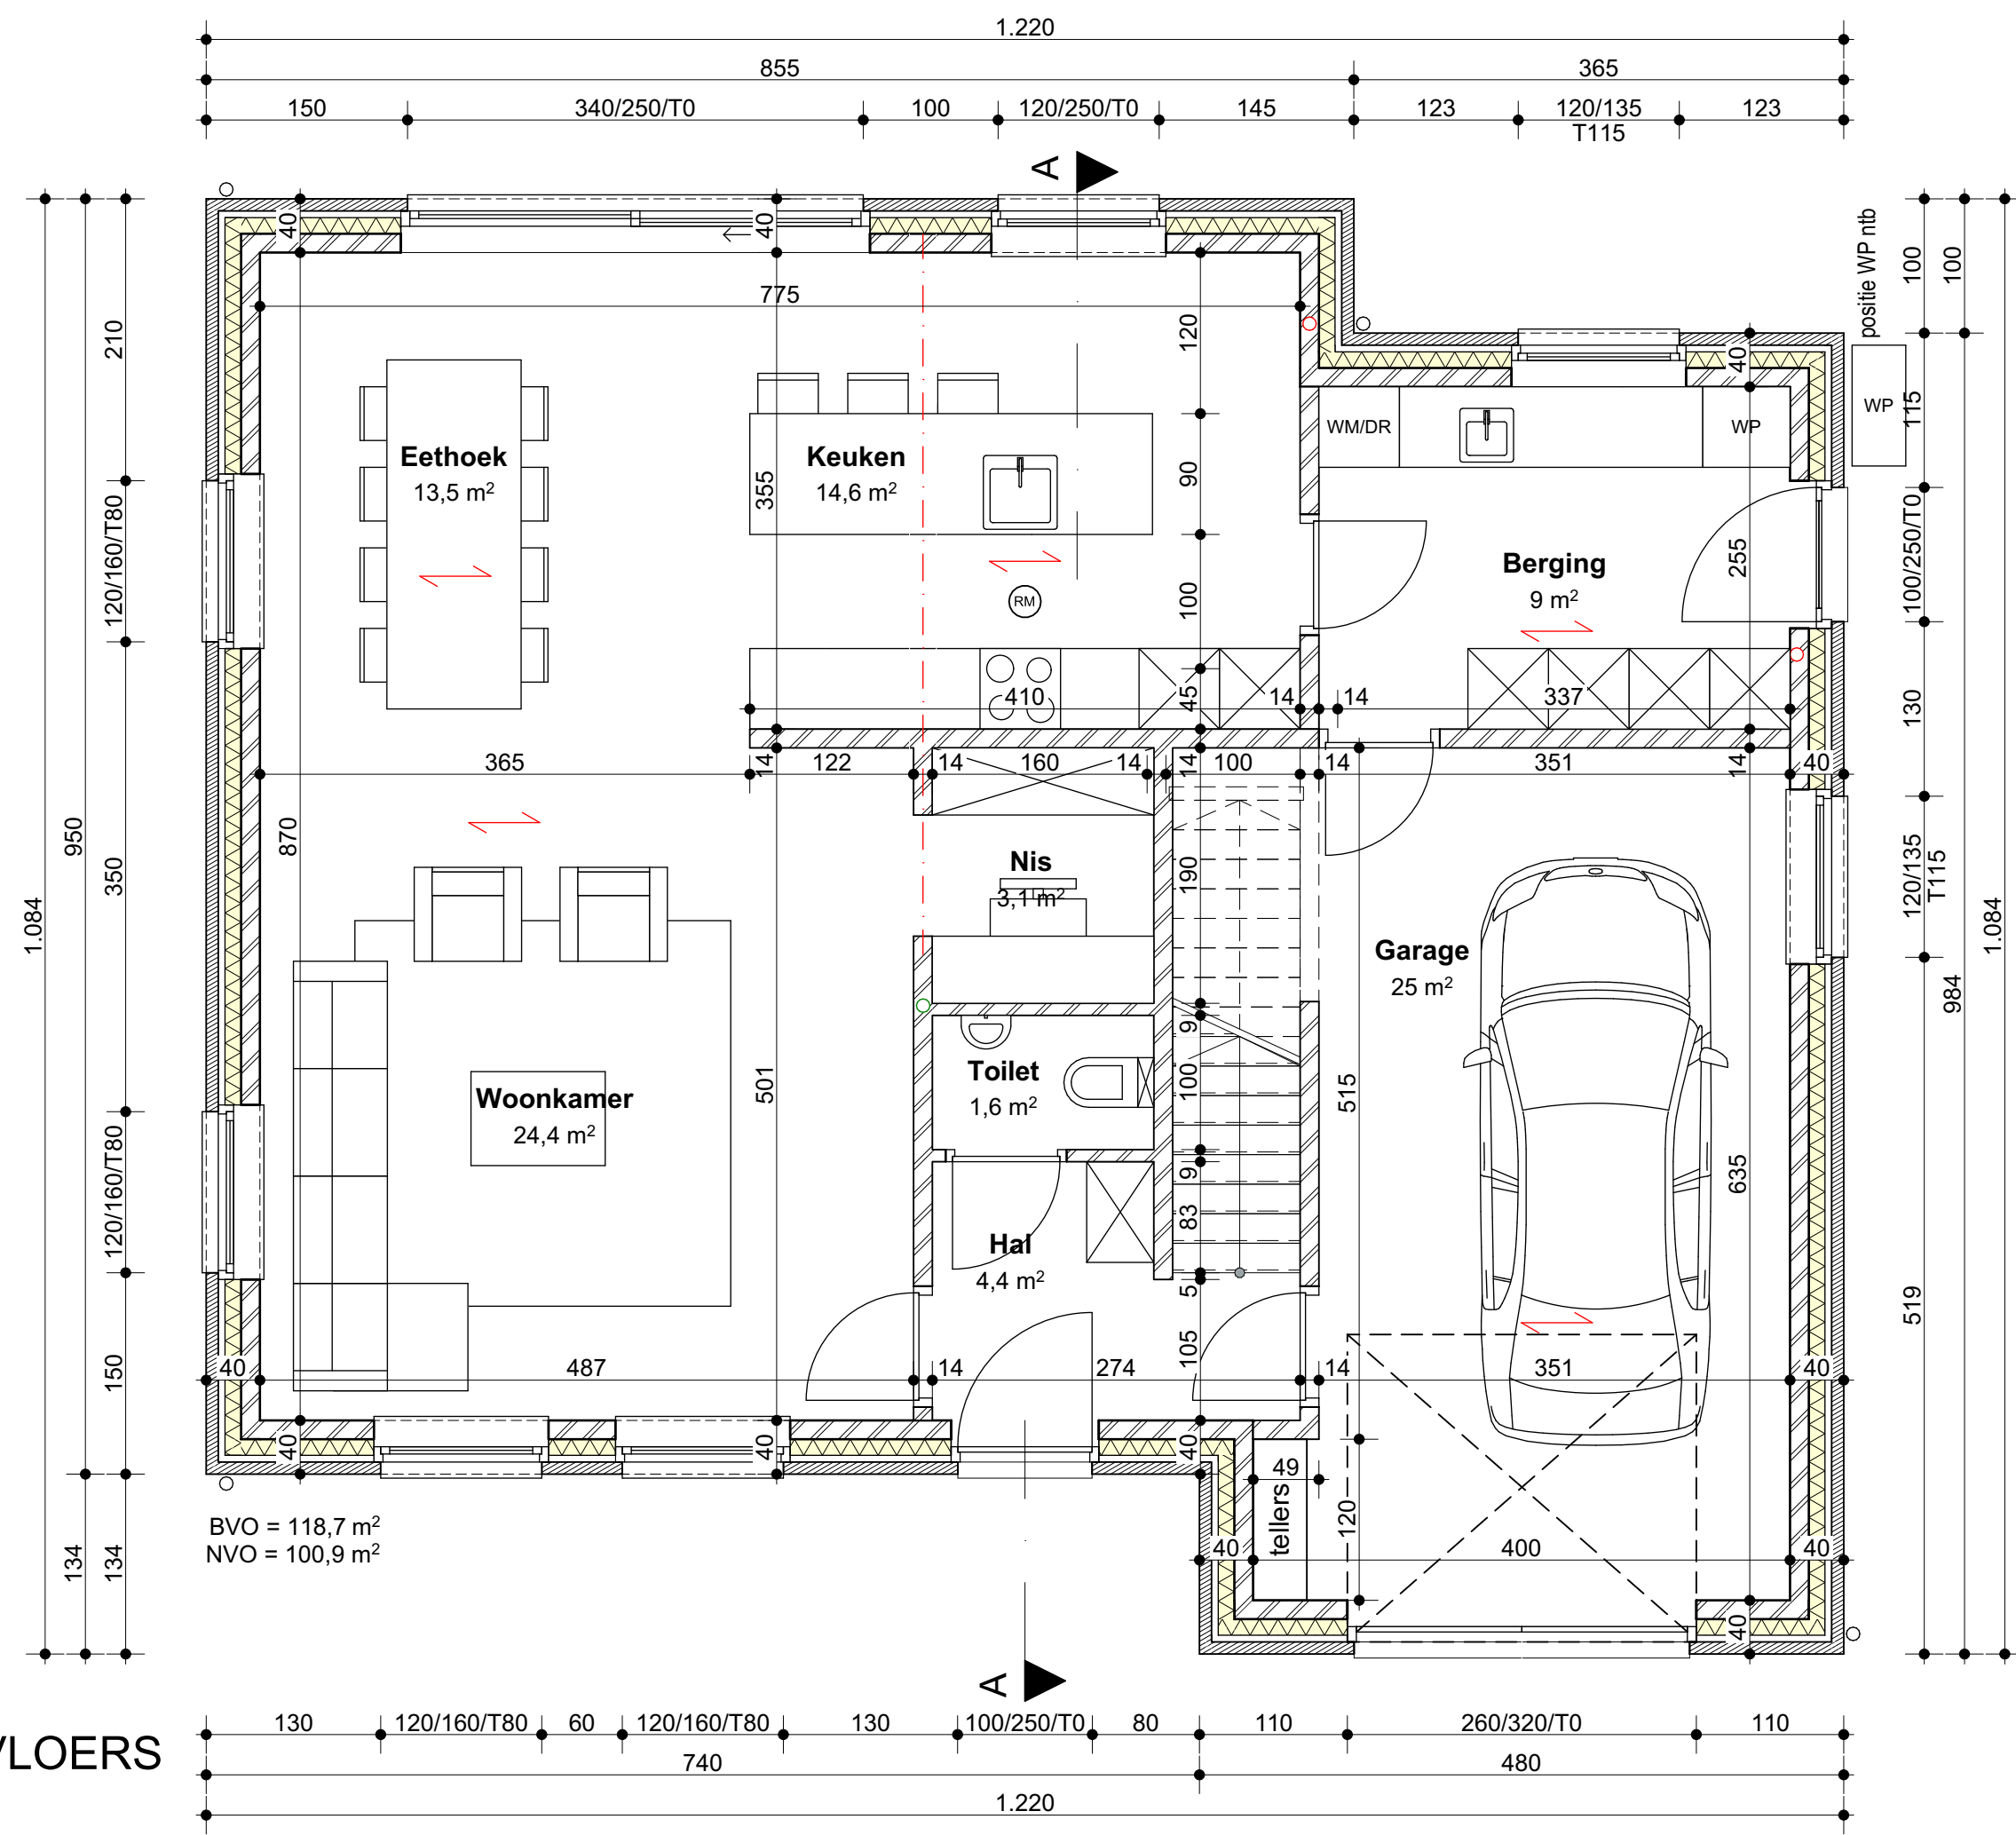 1.220
855 365
150 340/250/T0 100 120/250/T0 145 123 120/135 123
T115
A
40 40
positie WP ntb
100 100
775
210
120
40
WM/DR WP WP 115
Eethoek Keuken
13,5 m² 14,6 m²
355 90
120/160/T80
Berging
9 m²
255
100/250/T0
RM
100
410 14 14 337
45
130
365 14 122 14 160 14 14 100 14 351 14 40
870
950
350
1.084
Nis
3,1 m²
190
120/135
T115
Garage
25 m²
984
1.084
9
Toilet
1,6 m²
100
Woonkamer
24,4 m²
501
515
635
120/160/T80
9
83
Hal
4,4 m²
5
519
105
150
40 487 14 274 14 351 40
40 40 40
49
tellers
120
BVO = 118,7 m²
NVO = 100,9 m²
134 134
40 400 40
40
A
130 120/160/T80 60 120/160/T80 130 100/250/T0 80 110 260/320/T0 110
VLOERS
740 480
1.220